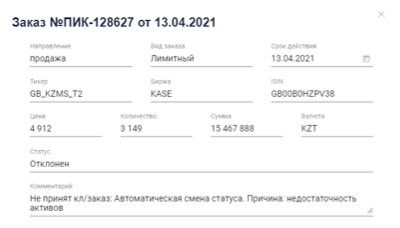 Заказ №ПИК-128627 от 13.04.2021
Направление Вид заказа Срок действия
продажа Лимитный 13.04.2021
Тикер Биржа ISIN
GB_KZMS_T2 KASE GB00B0HZPV38
Цена Количество Сумма Валюта
4 912 3 149 15 467 888 KZT
Статус
Отклонен
Комментарий
Не принят кл/заказ: Автоматическая смена статуса. Причина: недостаточность
активов